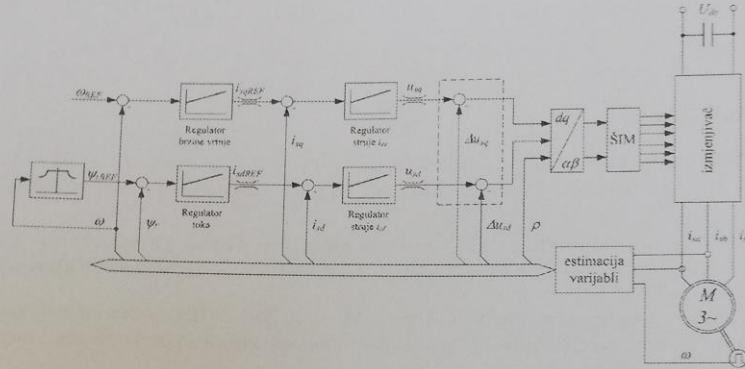 U_dc
ω_REF
i_sqREF
Regulator
brzine vrtnje
i_sq
Regulator
struje i_sq
u_sq
Δu_sq
dq
αβ
ŠIM
izmjenjivač
ψ_rREF
ω
ψ_r
i_sdREF
Regulator
toka
i_sd
Regulator
struje i_sd
u_sd
Δu_sd
ρ
estimacija
varijabli
i_sa
i_sb
M
3~
ω